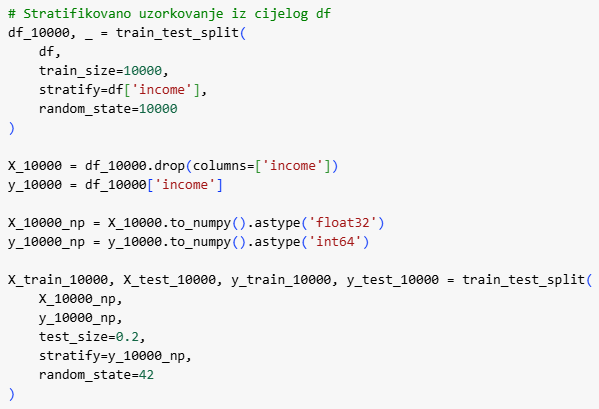 # Stratifikovano uzorkovanje iz cijelog df
df_10000, _ = train_test_split(
    df,
    train_size=10000,
    stratify=df['income'],
    random_state=10000
)

X_10000 = df_10000.drop(columns=['income'])
y_10000 = df_10000['income']

X_10000_np = X_10000.to_numpy().astype('float32')
y_10000_np = y_10000.to_numpy().astype('int64')

X_train_10000, X_test_10000, y_train_10000, y_test_10000 = train_test_split(
    X_10000_np,
    y_10000_np,
    test_size=0.2,
    stratify=y_10000_np,
    random_state=42
)